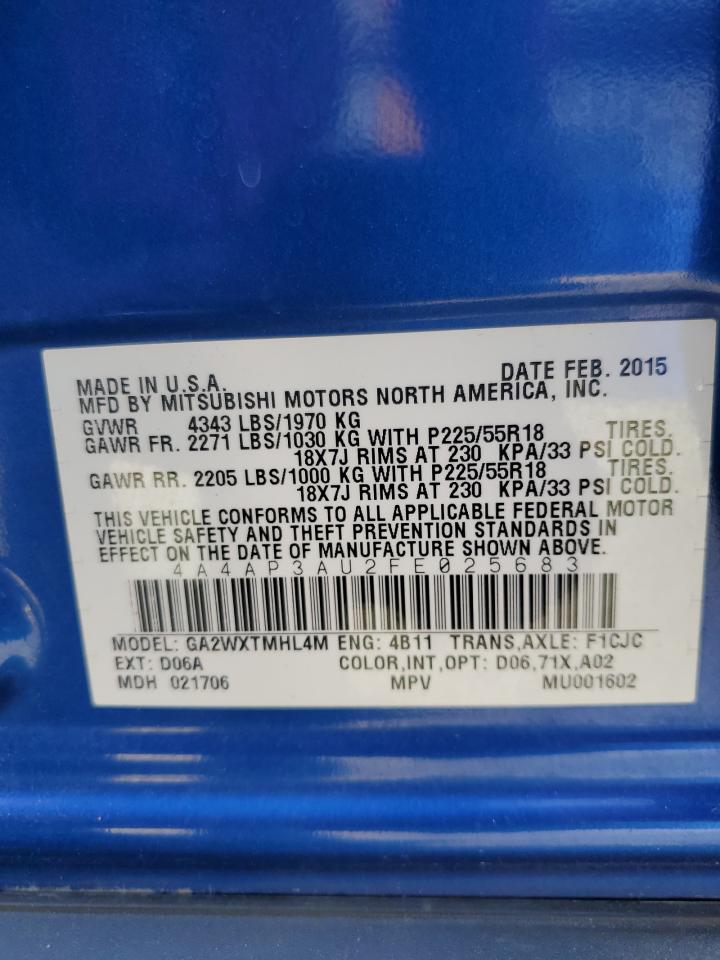 MADE IN U.S.A. DATE FEB. 2015
MFD BY MITSUBISHI MOTORS NORTH AMERICA, INC.
GVWR 4343 LBS/1970 KG
GAWR FR. 2271 LBS/1030 KG WITH P225/55R18 TIRES.
18X7J RIMS AT 230 KPA/33 PSI COLD.
GAWR RR. 2205 LBS/1000 KG WITH P225/55R18 TIRES.
18X7J RIMS AT 230 KPA/33 PSI COLD.
THIS VEHICLE CONFORMS TO ALL APPLICABLE FEDERAL MOTOR
VEHICLE SAFETY AND THEFT PREVENTION STANDARDS IN
EFFECT ON THE DATE OF MANUFACTURE SHOWN ABOVE.
4A4AP3AU2FE025683
MODEL: GA2WXTMHL4M ENG: 4B11 TRANS,AXLE: F1CJC
EXT: D06A COLOR,INT,OPT: D06,71X,A02
MDH 021706 MPV MU001602